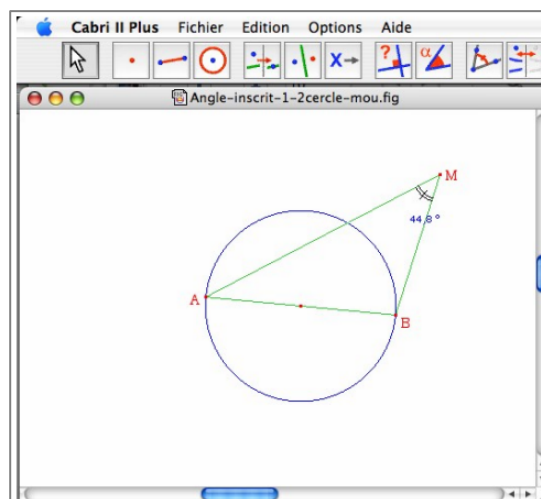 Cabri II Plus Fichier Edition Options Aide
X ? α
Angle-inscrit-1-2cercle-mou.fig
M
44,8 °
A
B